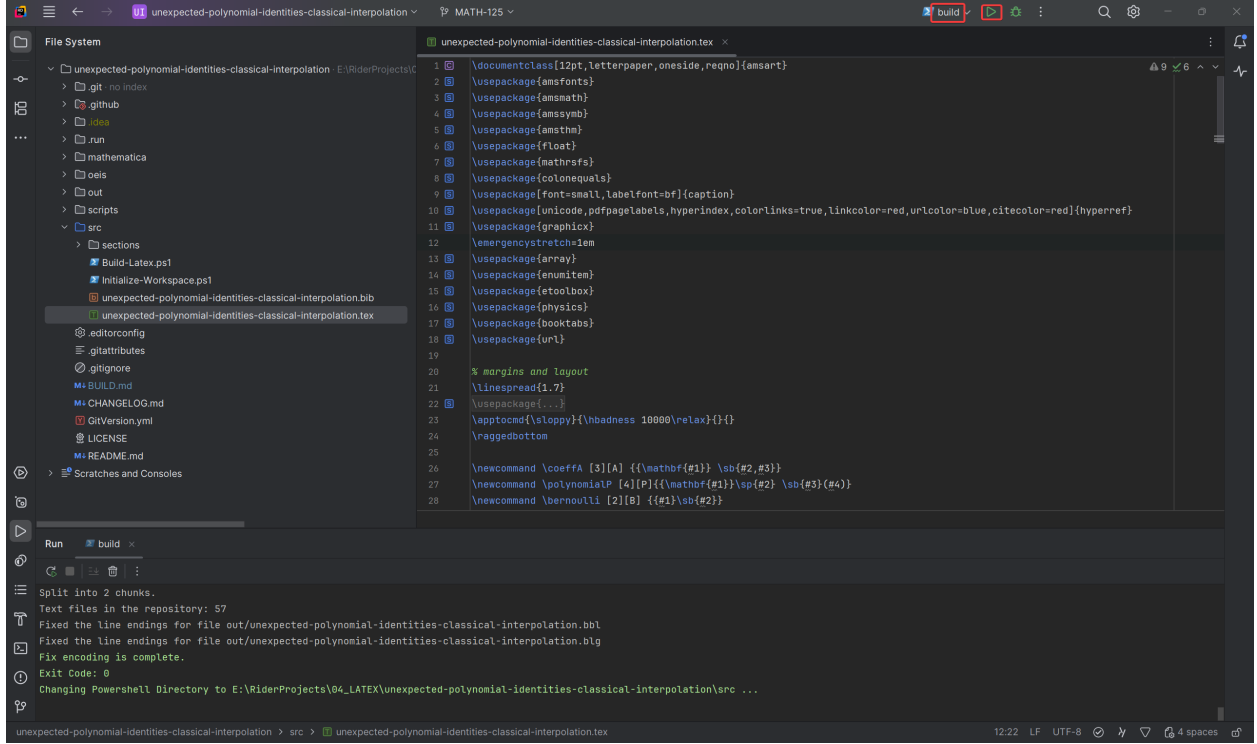 UI unexpected-polynomial-identities-classical-interpolation MATH-125 build
File System
unexpected-polynomial-identities-classical-interpolation · E:\RiderProjects\
.git · no index
.github
.idea
.run
mathematica
oeis
out
scripts
src
sections
Build-Latex.ps1
Initialize-Workspace.ps1
unexpected-polynomial-identities-classical-interpolation.bib
unexpected-polynomial-identities-classical-interpolation.tex
.editorconfig
.gitattributes
.gitignore
M↓ BUILD.md
M↓ CHANGELOG.md
GitVersion.yml
LICENSE
M↓ README.md
Scratches and Consoles
unexpected-polynomial-identities-classical-interpolation.tex
9 6
1 \documentclass[12pt,letterpaper,oneside,reqno]{amsart}
2 \usepackage{amsfonts}
3 \usepackage{amsmath}
4 \usepackage{amssymb}
5 \usepackage{amsthm}
6 \usepackage{float}
7 \usepackage{mathrsfs}
8 \usepackage{colonequals}
9 \usepackage[font=small,labelfont=bf]{caption}
10 \usepackage[unicode,pdfpagelabels,hyperindex,colorlinks=true,linkcolor=red,urlcolor=blue,citecolor=red]{hyperref}
11 \usepackage{graphicx}
12 \emergencystretch=1em
13 \usepackage{array}
14 \usepackage{enumitem}
15 \usepackage{etoolbox}
16 \usepackage{physics}
17 \usepackage{booktabs}
18 \usepackage{url}
19
20 % margins and layout
21 \linespread{1.7}
22 \usepackage{...}
23 \apptocmd{\sloppy}{\hbadness 10000\relax}{}{}
24 \raggedbottom
25
26 \newcommand \coeffA [3][A] {{\mathbf{#1}} \sb{#2,#3}}
27 \newcommand \polynomialP [4][P]{{\mathbf{#1}}\sp{#2} \sb{#3}(#4)}
28 \newcommand \bernoulli [2][B] {{#1}\sb{#2}}
Run build
Split into 2 chunks.
Text files in the repository: 57
Fixed the line endings for file out/unexpected-polynomial-identities-classical-interpolation.bbl
Fixed the line endings for file out/unexpected-polynomial-identities-classical-interpolation.blg
Fix encoding is complete.
Exit Code: 0
Changing Powershell Directory to E:\RiderProjects\04_LATEX\unexpected-polynomial-identities-classical-interpolation\src ...
unexpected-polynomial-identities-classical-interpolation > src > unexpected-polynomial-identities-classical-interpolation.tex 12:22 LF UTF-8 4 spaces